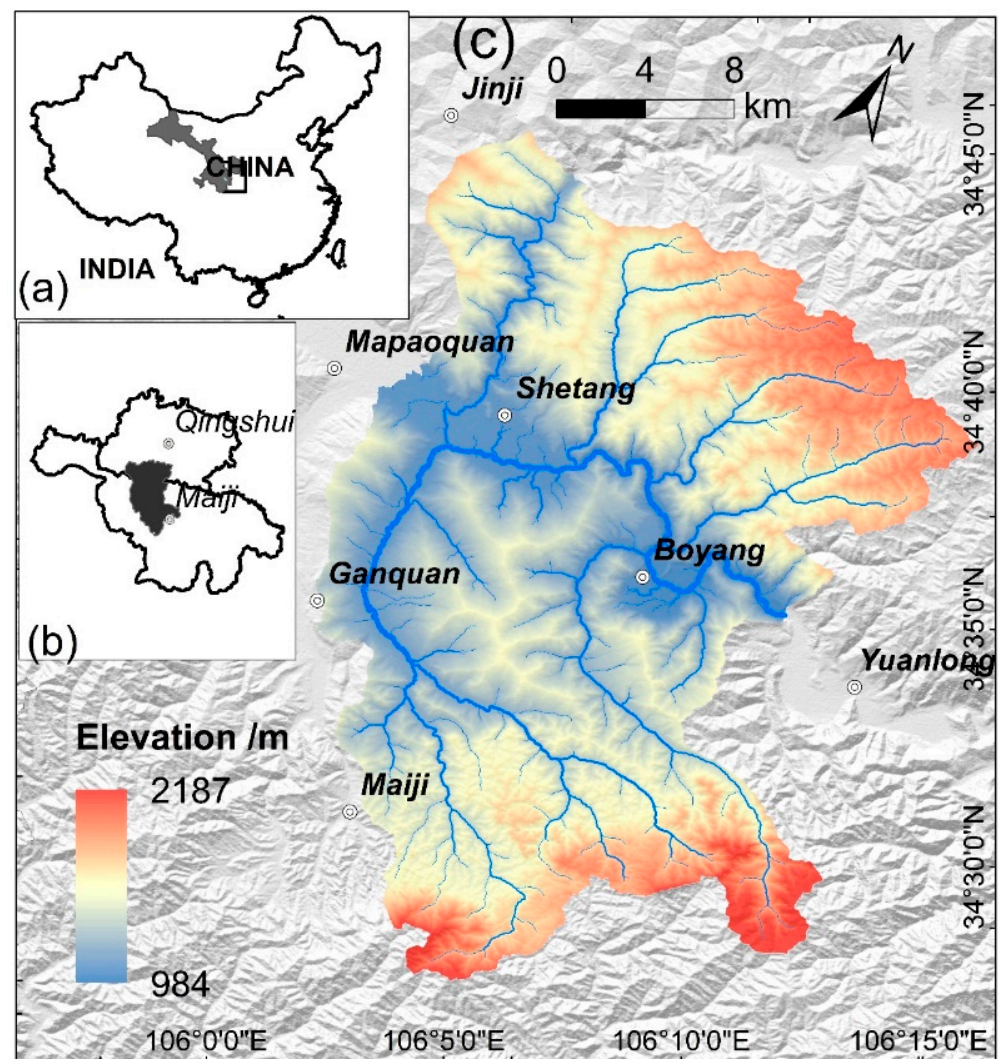 CHINA
INDIA
(a)
Qingshui
Maiji
(b)
(c)
0 4 8
km
N
Jinji
Mapaoquan
Shetang
Ganquan
Boyang
Yuanlong
Maiji
Elevation /m
2187
984
34°45'0"N
34°40'0"N
34°35'0"N
34°30'0"N
106°0'0"E 106°5'0"E 106°10'0"E 106°15'0"E